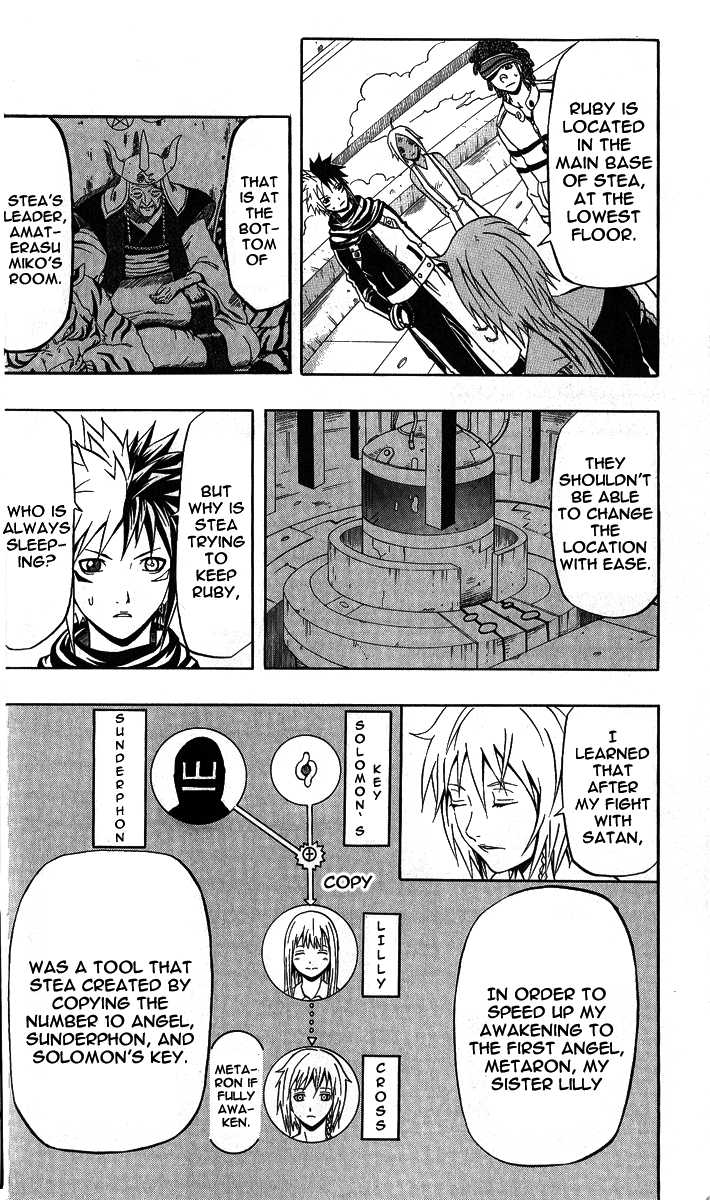 RUBY IS
LOCATED
IN THE
MAIN BASE
OF STEA,
AT THE
LOWEST
FLOOR.
THAT
IS AT
THE
BOT-
TOM
OF
STEA'S
LEADER,
AMAT-
ERASU
MIKO'S
ROOM.
THEY
SHOULDN'T
BE ABLE
TO CHANGE
THE
LOCATION
WITH EASE.
BUT
WHY IS
STEA
TRYING
TO
KEEP
RUBY,
WHO IS
ALWAYS
SLEEP-
ING?
I
LEARNED
THAT AFTER
MY FIGHT
WITH
SATAN,
IN ORDER TO
SPEED UP MY
AWAKENING TO
THE FIRST ANGEL,
METARON, MY
SISTER LILLY
SOLOMON'S
KEY
SUNDERPHON
COPY
LILLY
CROSS
META-
RON IF
FULLY
AWA-
KEN.
WAS A TOOL THAT
STEA CREATED BY
COPYING THE
NUMBER 10 ANGEL,
SUNDERPHON, AND
SOLOMON'S KEY.